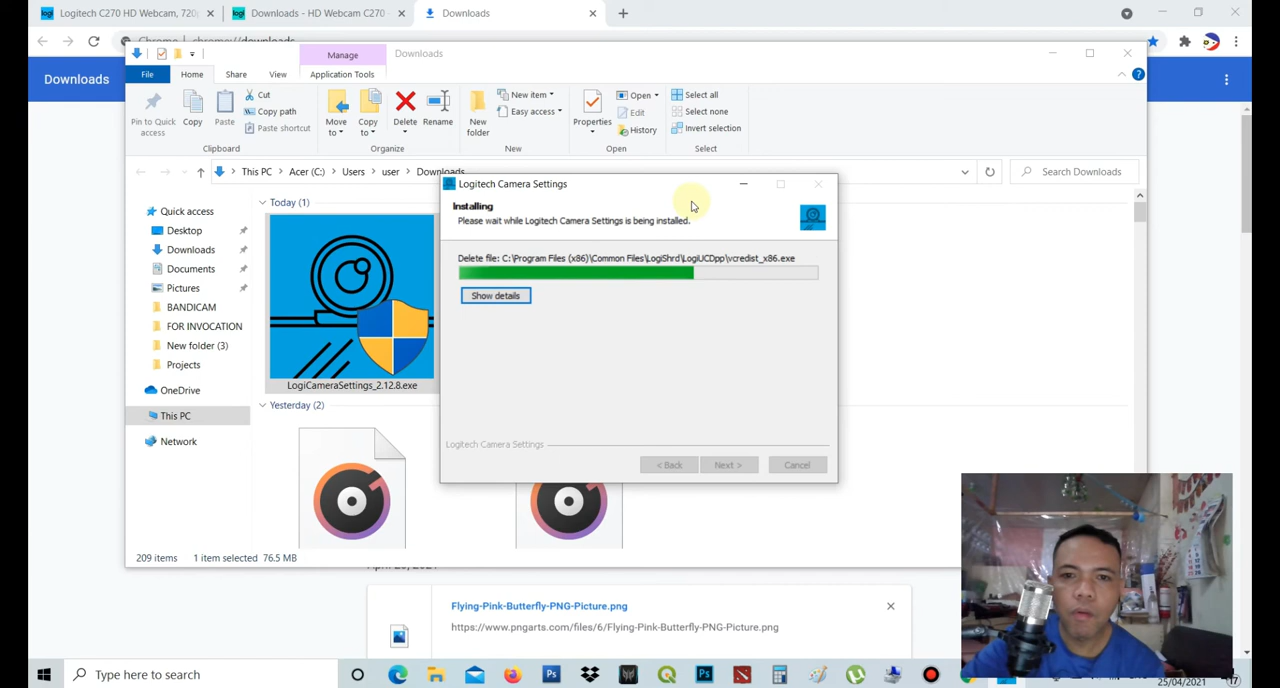 Logitech C270 HD Webcam, 720p
Downloads - HD Webcam C270
Downloads
Chrome
chrome://downloads
Downloads
Manage
Downloads
File
Home
Share
View
Application Tools
Pin to Quick
access
Copy
Paste
Cut
Copy path
Paste shortcut
Clipboard
Move
to
Copy
to
Delete
Rename
Organize
New
folder
New item
Easy access
New
Properties
Open
Edit
History
Open
Select all
Select none
Invert selection
Select
This PC
Acer (C:)
Users
user
Downloads
Search Downloads
Quick access
Desktop
Downloads
Documents
Pictures
BANDICAM
FOR INVOCATION
New folder (3)
Projects
OneDrive
This PC
Network
Today (1)
LogiCameraSettings_2.12.8.exe
Yesterday (2)
Logitech Camera Settings
Installing
Please wait while Logitech Camera Settings is being installed.
Delete file: C:\Program Files (x86)\Common Files\LogiShrd\LogiUCDpp\vcredist_x86.exe
Show details
Logitech Camera Settings
< Back
Next >
Cancel
209 items
1 item selected
76.5 MB
Flying-Pink-Butterfly-PNG-Picture.png
https://www.pngarts.com/files/6/Flying-Pink-Butterfly-PNG-Picture.png
Type here to search
25/04/2021
17